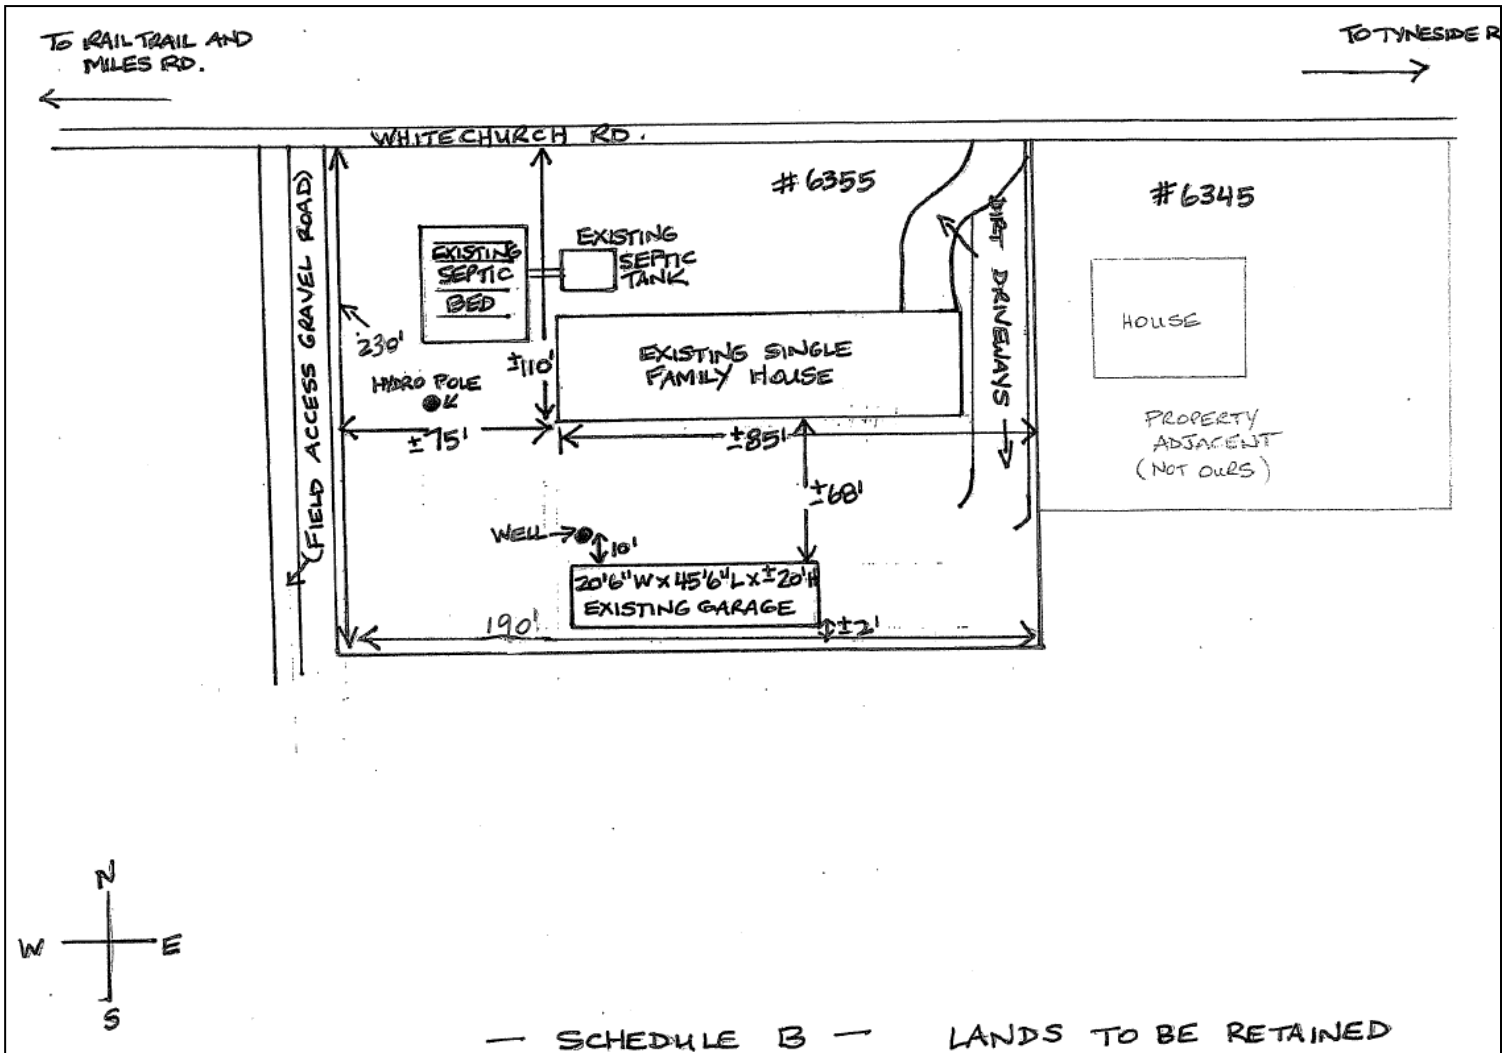 TO RAIL TRAIL AND
MILES RD.
TO TYNESIDE R
WHITECHURCH RD.
# 6355
#6345
(FIELD ACCESS GRAVEL ROAD)
EXISTING
SEPTIC
BED
EXISTING
SEPTIC
TANK
DIRT DRIVEWAYS
HOUSE
230'
±110'
EXISTING SINGLE
FAMILY HOUSE
HYDRO POLE
±75'
±85'
PROPERTY
ADJACENT
(NOT OURS)
±68'
WELL
10'
20'6"W x 45'6"L x ±20'H
EXISTING GARAGE
190'
±2'
N
W E
S
— SCHEDULE B — LANDS TO BE RETAINED